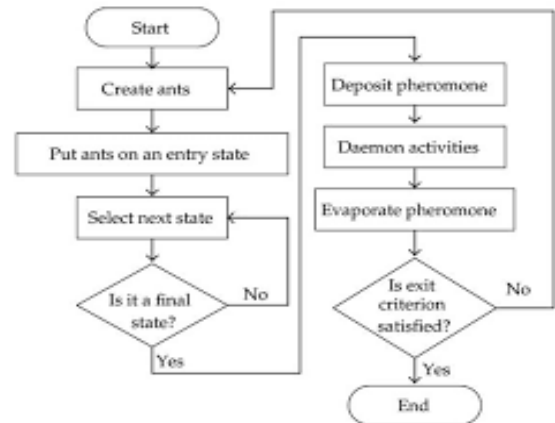 Start
Create ants
Put ants on an entry state
Select next state
Is it a final
state?
No
Yes
Deposit pheromone
Daemon activities
Evaporate pheromone
Is exit
criterion
satisfied?
No
Yes
End